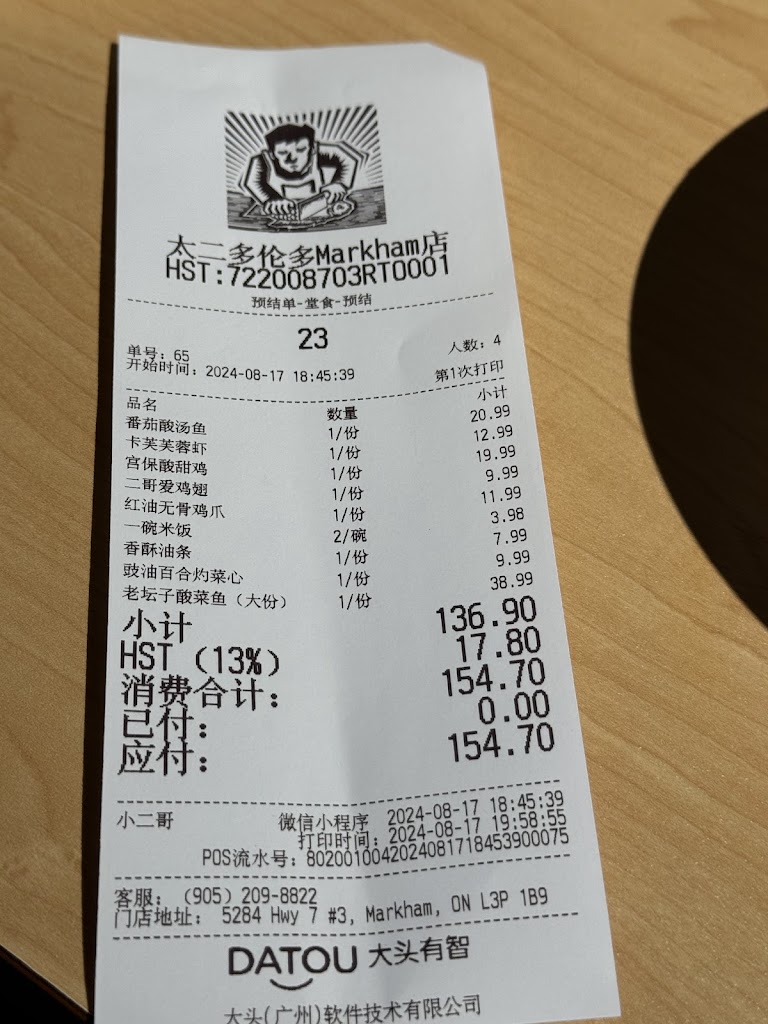 太二多伦多Markham店
HST:722008703RT0001
预结单-堂食-预结
23
单号: 65 人数: 4
开始时间: 2024-08-17 18:45:39 第1次打印
品名 数量 小计
番茄酸汤鱼 1/份 20.99
卡芙芙蓉虾 1/份 12.99
宫保酸甜鸡 1/份 19.99
二哥爱鸡翅 1/份 9.99
红油无骨鸡爪 1/份 11.99
一碗米饭 2/碗 3.98
香酥油条 1/份 7.99
豉油百合灼菜心 1/份 9.99
老坛子酸菜鱼（大份） 1/份 38.99
小计 136.90
HST（13%） 17.80
消费合计: 154.70
已付: 0.00
应付: 154.70
小二哥 微信小程序 2024-08-17 18:45:39
打印时间: 2024-08-17 19:58:55
POS流水号: 802001004202408171845390007​5
客服: （905）209-8822
门店地址: 5284 Hwy 7 #3, Markham, ON L3P 1B9
DATOU 大头有智
大头(广州)软件技术有限公司